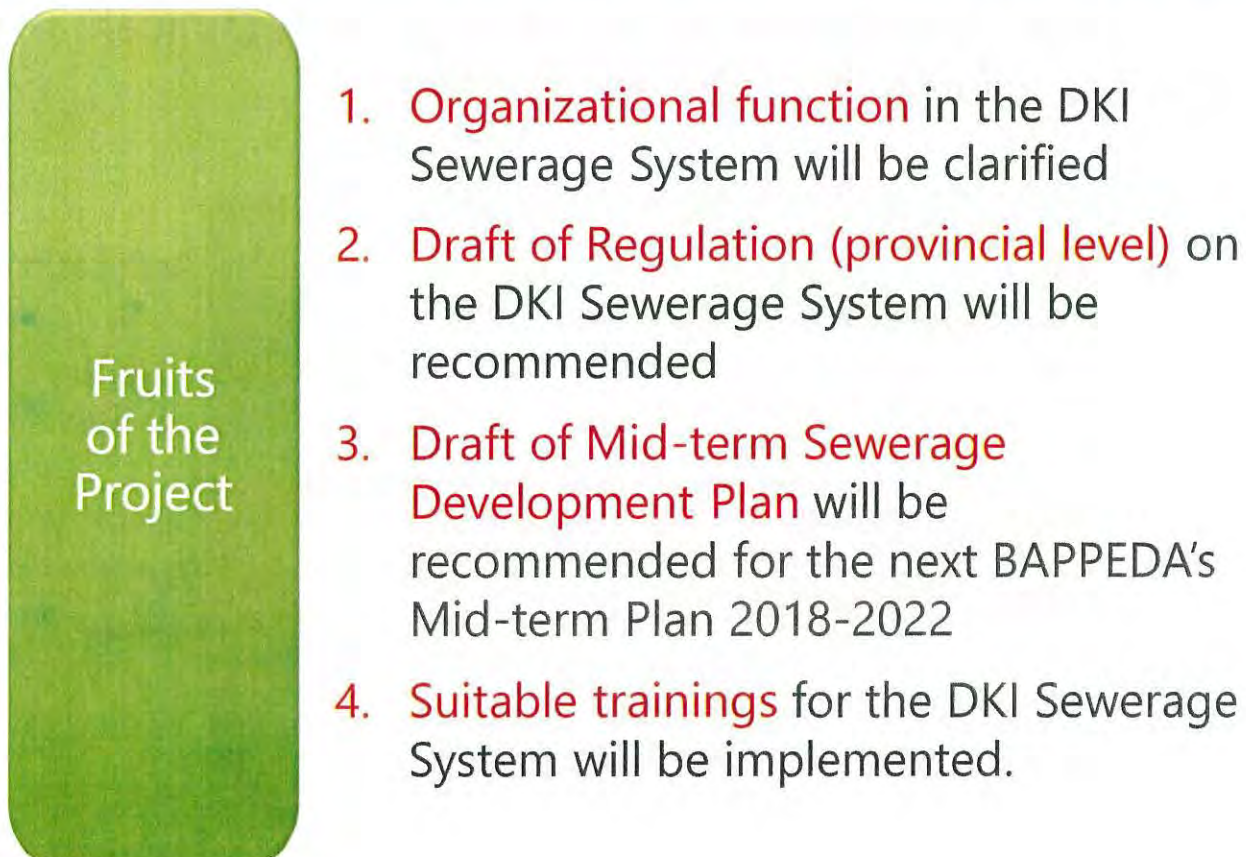 Fruits
of the
Project
1. Organizational function in the DKI
Sewerage System will be clarified
2. Draft of Regulation (provincial level) on
the DKI Sewerage System will be
recommended
3. Draft of Mid-term Sewerage
Development Plan will be
recommended for the next BAPPEDA's
Mid-term Plan 2018-2022
4. Suitable trainings for the DKI Sewerage
System will be implemented.